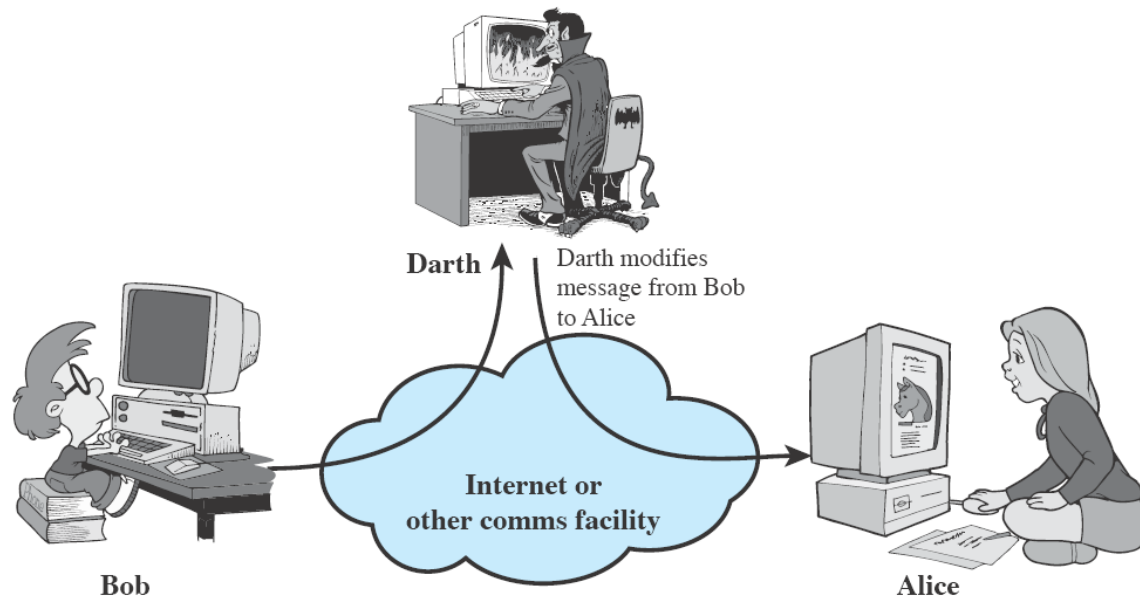 Darth
Darth modifies
message from Bob
to Alice
Internet or
other comms facility
Bob
Alice